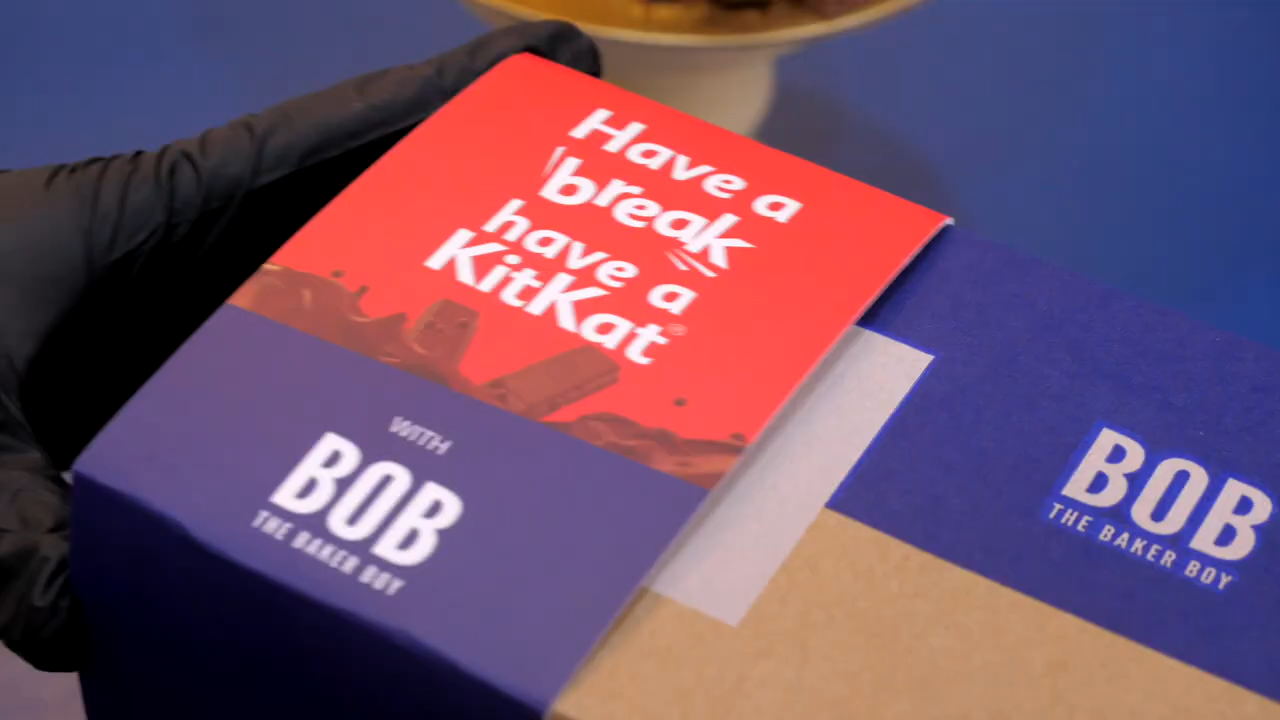 Have a
break
have a
KitKat®
WITH
BOB
THE BAKER BOY
BOB
THE BAKER BOY